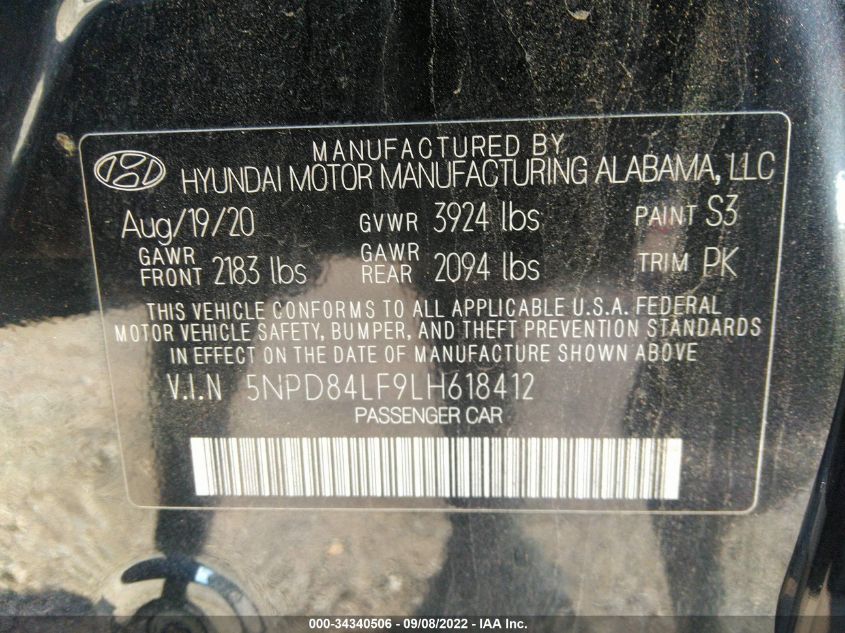 MANUFACTURED BY
HYUNDAI MOTOR MANUFACTURING ALABAMA, LLC
Aug/19/20 GVWR 3924 lbs PAINT S3
GAWR FRONT 2183 lbs GAWR REAR 2094 lbs TRIM PK
THIS VEHICLE CONFORMS TO ALL APPLICABLE U.S.A. FEDERAL
MOTOR VEHICLE SAFETY, BUMPER, AND THEFT PREVENTION STANDARDS
IN EFFECT ON THE DATE OF MANUFACTURE SHOWN ABOVE.
V.I.N 5NPD84LF9LH618412
PASSENGER CAR
000-34340506 - 09/08/2022 - IAA Inc.